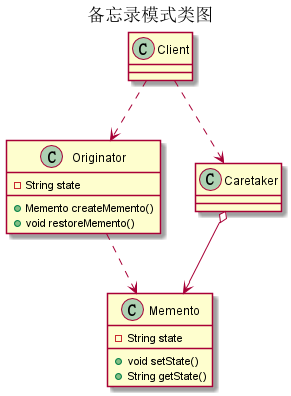 备忘录模式类图
C Client
C Originator
String state
Memento createMemento()
void restoreMemento()
C Caretaker
C Memento
String state
void setState()
String getState()